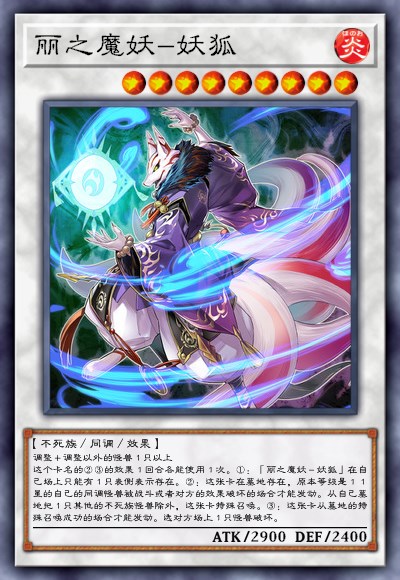 丽之魔妖-妖狐
ほのお
炎
【不死族/同调/效果】
调整+调整以外的怪兽1只以上
这个卡名的②③的效果1回合各能使用1次。①:「丽之魔妖-妖狐」在自
己场上只能有1只表侧表示存在。②:这张卡在墓地存在,原本等级是1
1星的自己的同调怪兽被战斗或者对方的效果破坏的场合才能发动。从自己墓
地把1只其他的不死族怪兽除外,这张卡特殊召唤。③:这张卡从墓地的特
殊召唤成功的场合才能发动。选对方场上1只怪兽破坏。
ATK/2900 DEF/2400